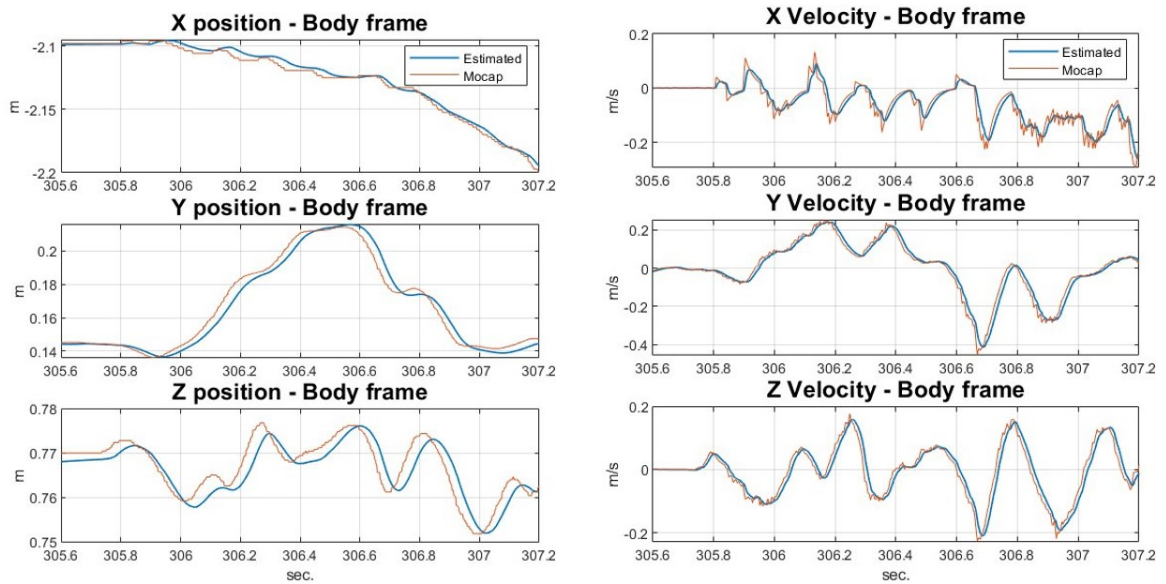 X position - Body frame
-2.1
-2.15
-2.2
m
Estimated
Mocap
305.6 305.8 306 306.2 306.4 306.6 306.8 307 307.2
Y position - Body frame
0.2
0.18
0.16
0.14
m
305.6 305.8 306 306.2 306.4 306.6 306.8 307 307.2
Z position - Body frame
0.78
0.77
0.76
0.75
m
305.6 305.8 306 306.2 306.4 306.6 306.8 307 307.2
sec.
X Velocity - Body frame
0.2
0
-0.2
m/s
Estimated
Mocap
305.6 305.8 306 306.2 306.4 306.6 306.8 307 307.2
Y Velocity - Body frame
0.2
0
-0.2
-0.4
m/s
305.6 305.8 306 306.2 306.4 306.6 306.8 307 307.2
Z Velocity - Body frame
0.2
0
-0.2
m/s
305.6 305.8 306 306.2 306.4 306.6 306.8 307 307.2
sec.